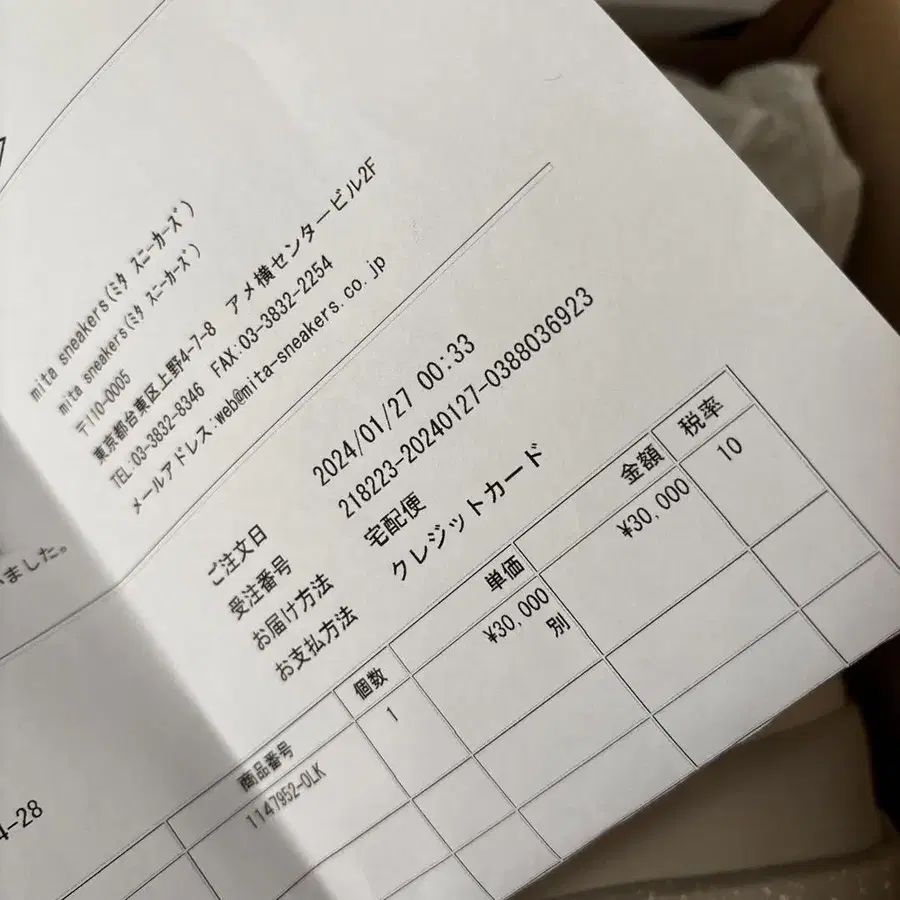 mita sneakers(ミタ スニーカーズ)
mita sneakers(ミタ スニーカーズ)
〒110-0005
東京都台東区上野4-7-8 アメ横センタービル2F
TEL:03-3832-8346 FAX:03-3832-2254
メールアドレス:web@mita-sneakers.co.jp
いました。
ご注文日 2024/01/27 00:33
受注番号 218223-20240127-0388036923
お届け方法 宅配便
お支払方法 クレジットカード
商品番号 個数 単価 金額 税率
1147952-0LK 1 ¥30,000 ¥30,000 10
別
4-28